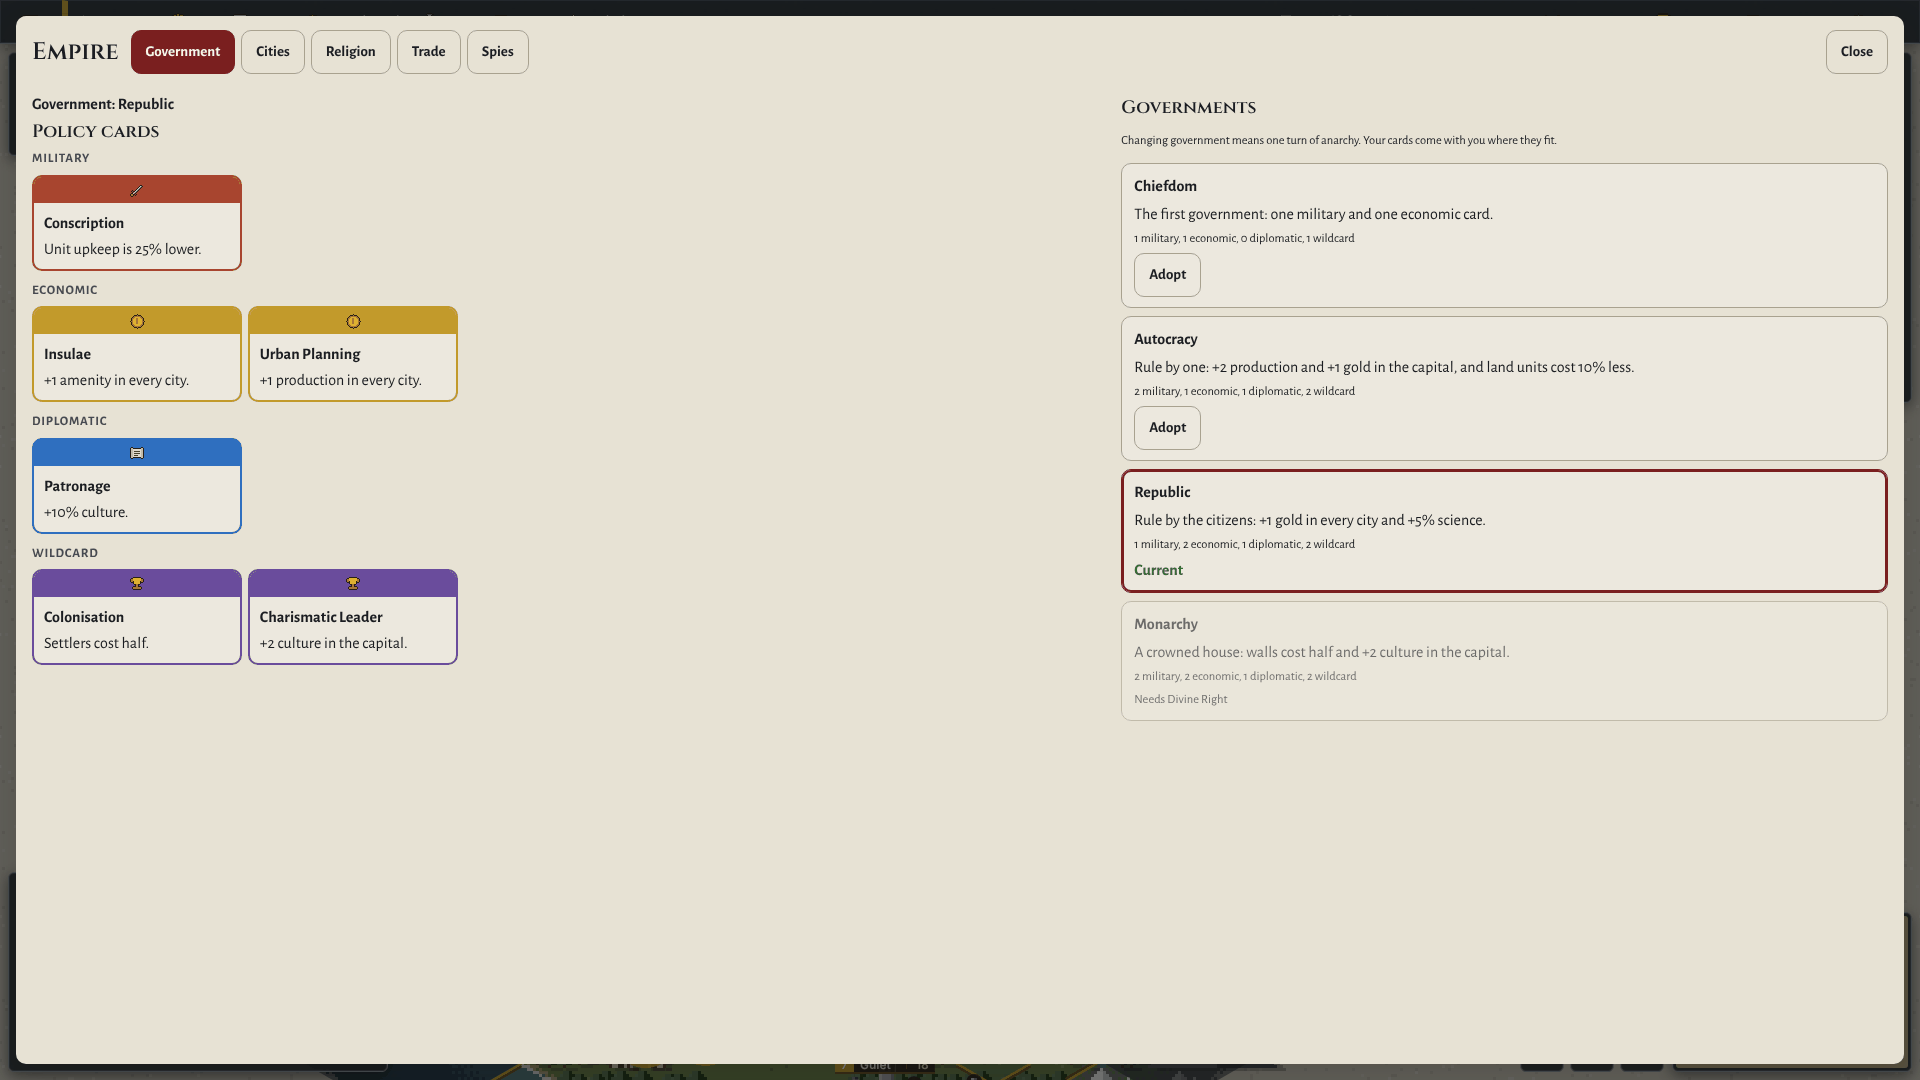 Empire
Government
Cities
Religion
Trade
Spies
Close
Government: Republic
Policy cards
MILITARY
Conscription
Unit upkeep is 25% lower.
ECONOMIC
Insulae
+1 amenity in every city.
Urban Planning
+1 production in every city.
DIPLOMATIC
Patronage
+10% culture.
WILDCARD
Colonisation
Settlers cost half.
Charismatic Leader
+2 culture in the capital.
Governments
Changing government means one turn of anarchy. Your cards come with you where they fit.
Chiefdom
The first government: one military and one economic card.
1 military, 1 economic, 0 diplomatic, 1 wildcard
Adopt
Autocracy
Rule by one: +2 production and +1 gold in the capital, and land units cost 10% less.
2 military, 1 economic, 1 diplomatic, 2 wildcard
Adopt
Republic
Rule by the citizens: +1 gold in every city and +5% science.
1 military, 2 economic, 1 diplomatic, 2 wildcard
Current
Monarchy
A crowned house: walls cost half and +2 culture in the capital.
2 military, 2 economic, 1 diplomatic, 2 wildcard
Needs Divine Right